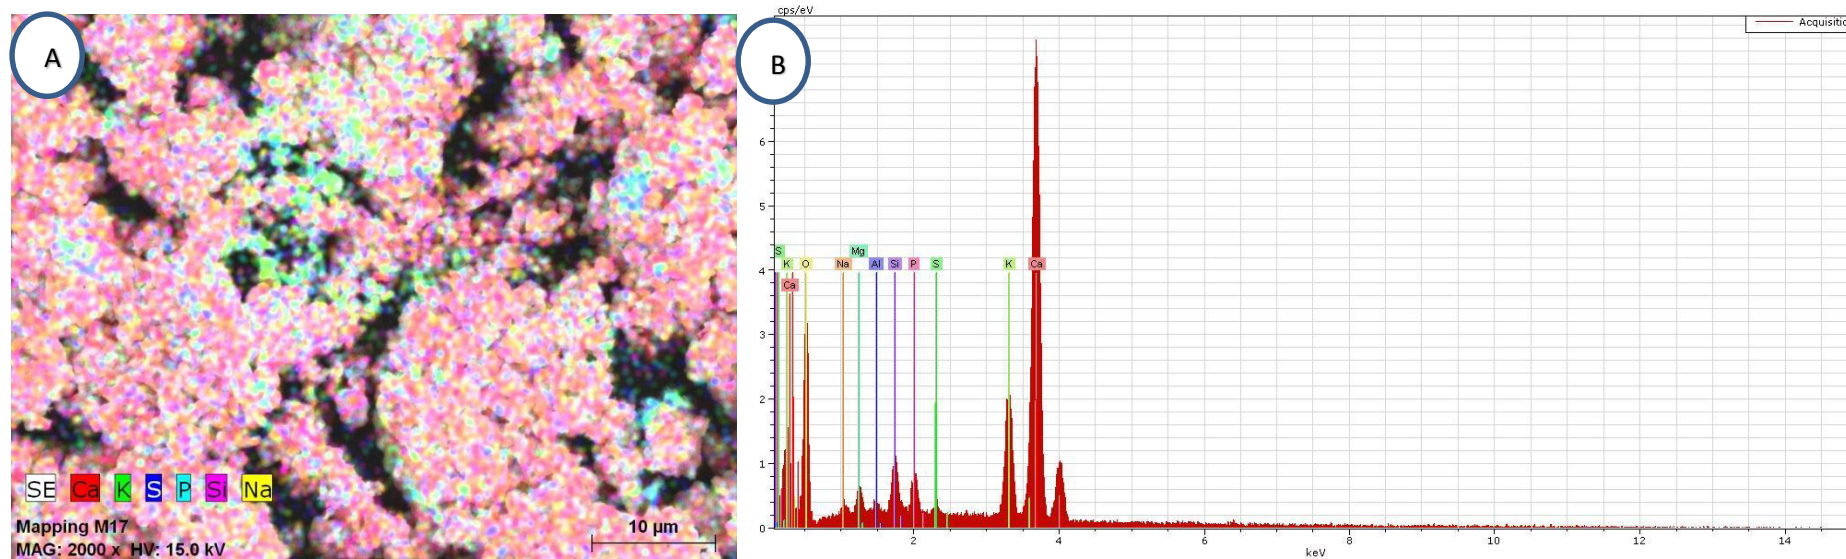 A
SE Ca K S P Si Na
Mapping M17
MAG: 2000 x HV: 15.0 kV
10 µm
B
cps/eV
Acquisitio
6
5
4
3
2
1
0
S
K
Ca
O
Na
Mg
Al
Si
P
S
K
Ca
2 4 6 8 10 12 14
keV